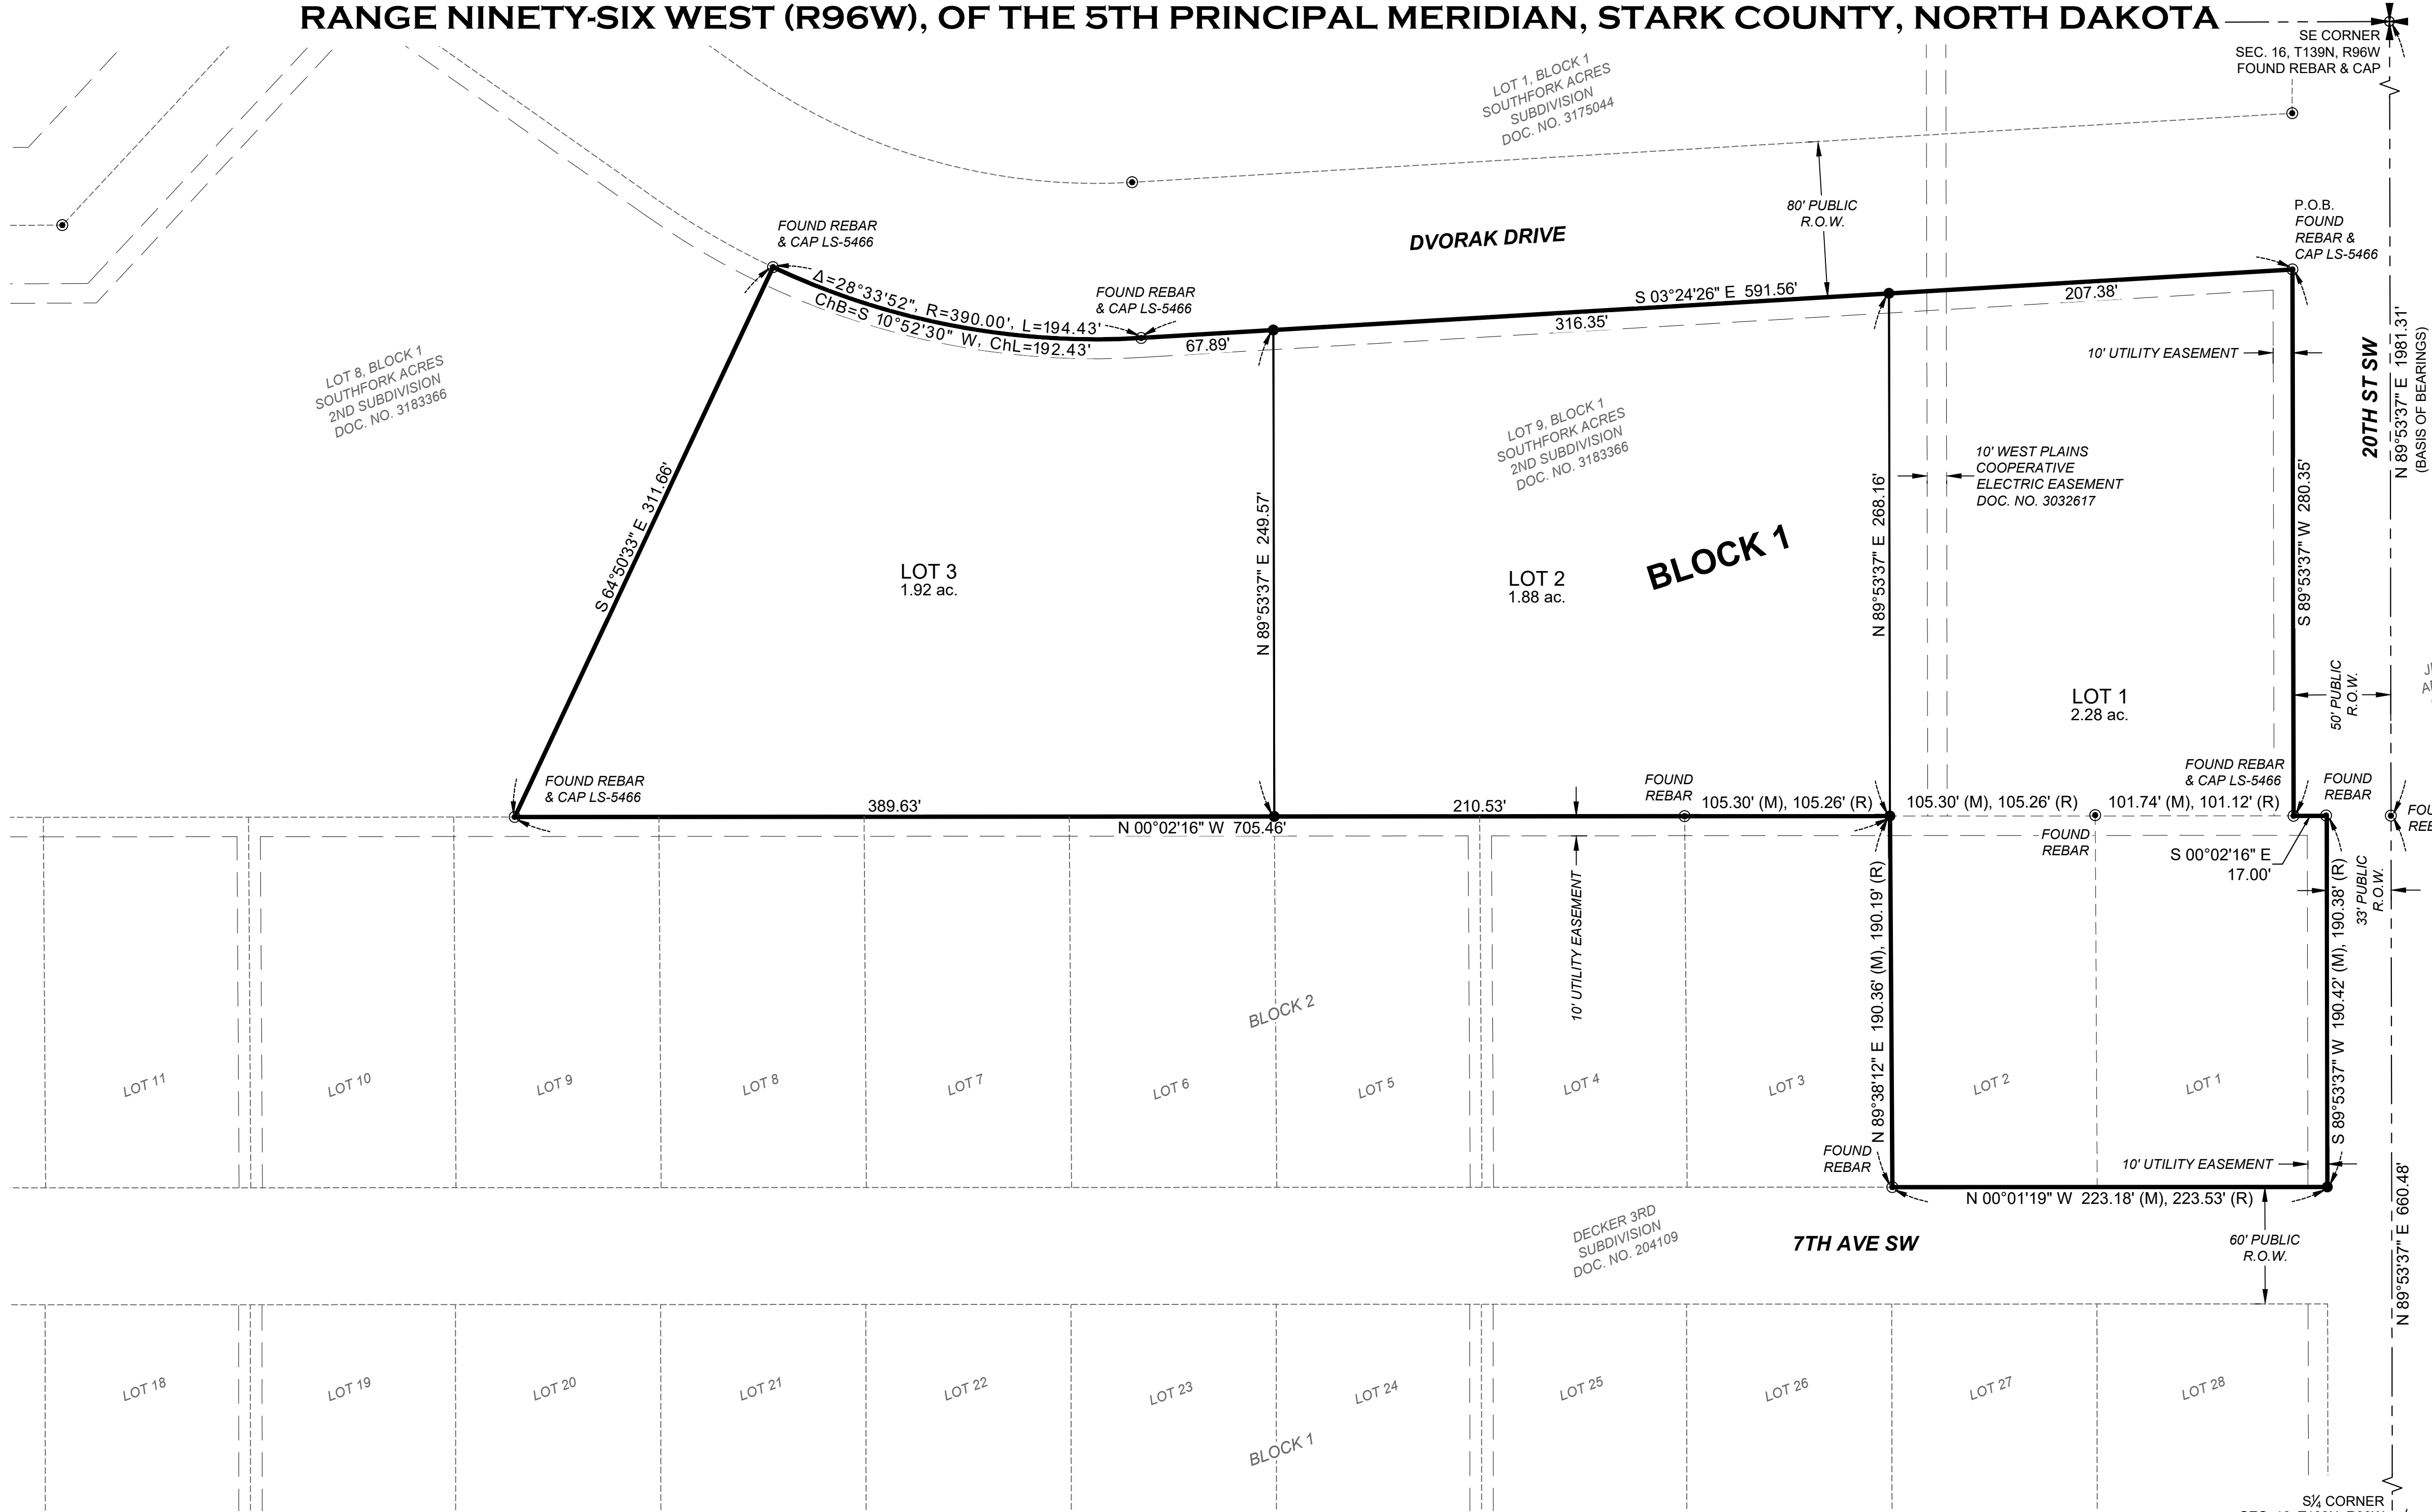 RANGE NINETY-SIX WEST (R96W), OF THE 5TH PRINCIPAL MERIDIAN, STARK COUNTY, NORTH DAKOTA
SE CORNER
SEC. 16, T139N, R96W
FOUND REBAR & CAP
LOT 1, BLOCK 1
SOUTHFORK ACRES
SUBDIVISION
DOC. NO. 3175044
80' PUBLIC
R.O.W.
DVORAK DRIVE
P.O.B.
FOUND
REBAR &
CAP LS-5466
FOUND REBAR
& CAP LS-5466
Δ=28°33'52", R=390.00', L=194.43'
ChB=S 10°52'30" W, ChL=192.43'
FOUND REBAR
& CAP LS-5466
67.89'
S 03°24'26" E 591.56'
316.35'
207.38'
10' UTILITY EASEMENT
20TH ST SW
N 89°53'37" E 1981.31'
(BASIS OF BEARINGS)
LOT 8, BLOCK 1
SOUTHFORK ACRES
2ND SUBDIVISION
DOC. NO. 3183366
LOT 9, BLOCK 1
SOUTHFORK ACRES
2ND SUBDIVISION
DOC. NO. 3183366
10' WEST PLAINS
COOPERATIVE
ELECTRIC EASEMENT
DOC. NO. 3032617
S 64°50'33" E 311.66'
N 89°53'37" E 249.57'
N 89°53'37" E 268.16'
S 89°53'37" W 280.35'
BLOCK 1
LOT 3
1.92 ac.
LOT 2
1.88 ac.
LOT 1
2.28 ac.
50' PUBLIC
R.O.W.
FOUND REBAR
& CAP LS-5466
FOUND REBAR
& CAP LS-5466
FOUND
REBAR
FOUND
REBAR
389.63'
210.53'
105.30' (M), 105.26' (R)
105.30' (M), 105.26' (R)
101.74' (M), 101.12' (R)
N 00°02'16" W 705.46'
FOUND
REBAR
S 00°02'16" E
17.00'
33' PUBLIC
R.O.W.
10' UTILITY EASEMENT
N 89°38'12" E 190.36' (M), 190.19' (R)
S 89°53'37" W 190.42' (M), 190.38' (R)
BLOCK 2
LOT 11
LOT 10
LOT 9
LOT 8
LOT 7
LOT 6
LOT 5
LOT 4
LOT 3
LOT 2
LOT 1
FOUND
REBAR
10' UTILITY EASEMENT
N 00°01'19" W 223.18' (M), 223.53' (R)
DECKER 3RD
SUBDIVISION
DOC. NO. 204109
7TH AVE SW
60' PUBLIC
R.O.W.
N 89°53'37" E 660.48'
LOT 18
LOT 19
LOT 20
LOT 21
LOT 22
LOT 23
LOT 24
LOT 25
LOT 26
LOT 27
LOT 28
BLOCK 1
S¼ CORNER